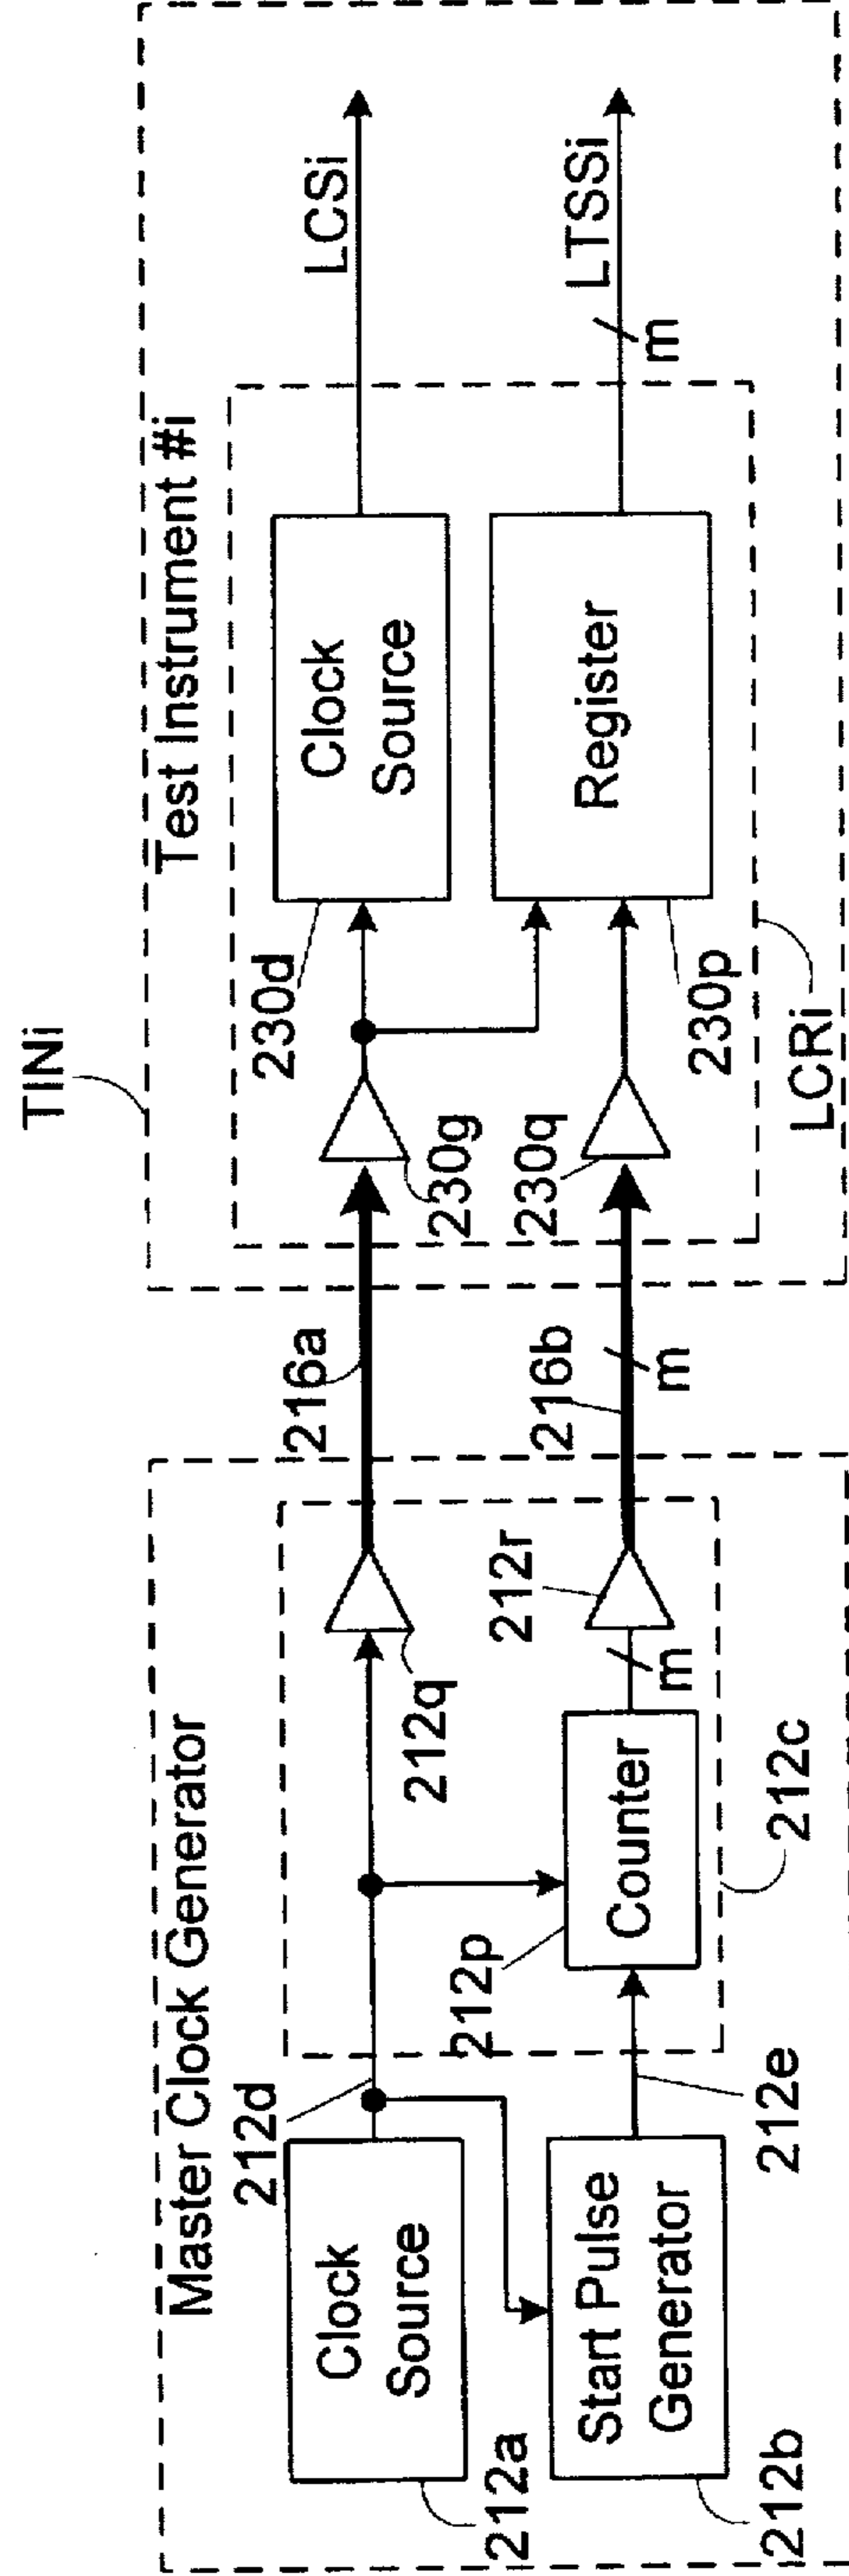 TINi
Test Instrument #i
LCSi
LTSSi
m
Clock
Source
Register
230d
230p
LCRi
230g
230q
216a
216b
m
Master Clock Generator
212r
m
212q
Counter
212p
212c
212d
212e
Clock
Source
Start Pulse
Generator
212a
212b